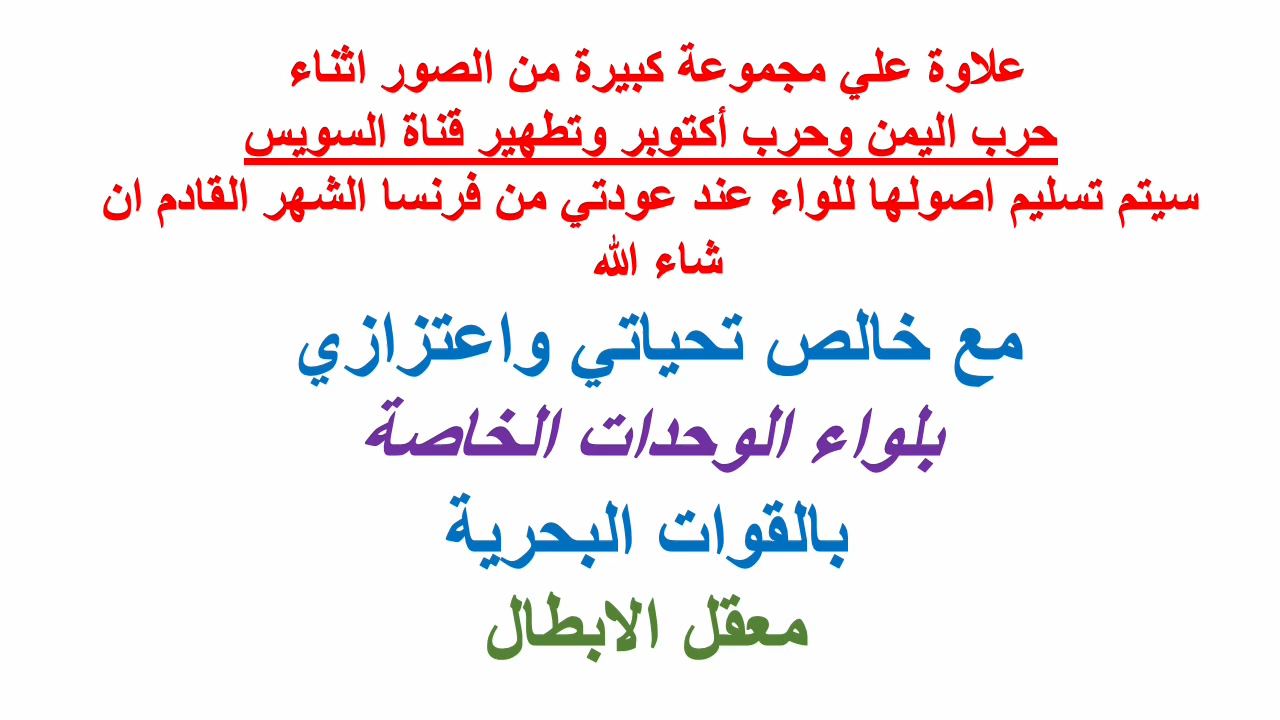 علاوة علي مجموعة كبيرة من الصور اثناء
حرب اليمن وحرب أكتوبر وتطهير قناة السويس
سيتم تسليم اصولها للواء عند عودتي من فرنسا الشهر القادم ان
شاء الله
مع خالص تحياتي واعتزازي
بلواء الوحدات الخاصة
بالقوات البحرية
معقل الابطال